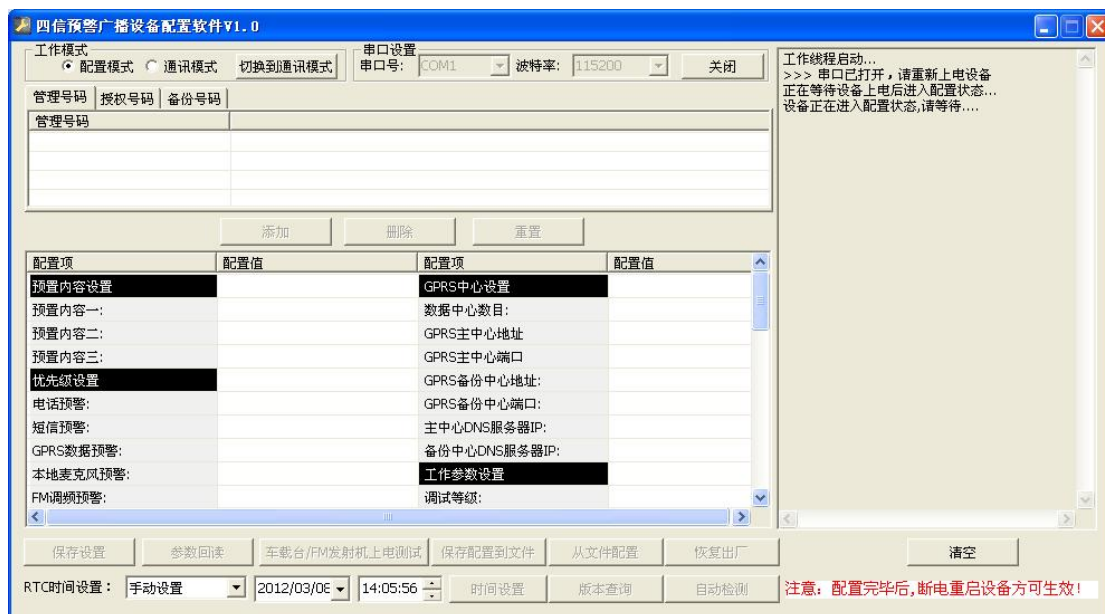 四信预警广播设备配置软件V1.0
工作模式
配置模式 通讯模式 切换到通讯模式
串口设置
串口号: COM1 波特率: 115200 关闭
管理号码 授权号码 备份号码
管理号码
添加 删除 重置
配置项 配置值 配置项 配置值
预置内容设置 GPRS中心设置
预置内容一: 数据中心数目:
预置内容二: GPRS主中心地址
预置内容三: GPRS主中心端口
优先级设置 GPRS备份中心地址:
电话预警: GPRS备份中心端口:
短信预警: 主中心DNS服务器IP:
GPRS数据预警: 备份中心DNS服务器IP:
本地麦克风预警: 工作参数设置
FM调频预警: 调试等级:
保存设置 参数回读 车载台/FM发射机上电测试 保存配置到文件 从文件配置 恢复出厂
RTC时间设置: 手动设置 2012/03/08 14:05:56 时间设置 版本查询 自动检测
工作线程启动...
>>> 串口已打开，请重新上电设备
正在等待设备上电后进入配置状态...
设备正在进入配置状态,请等待....
清空
注意: 配置完毕后,断电重启设备方可生效!